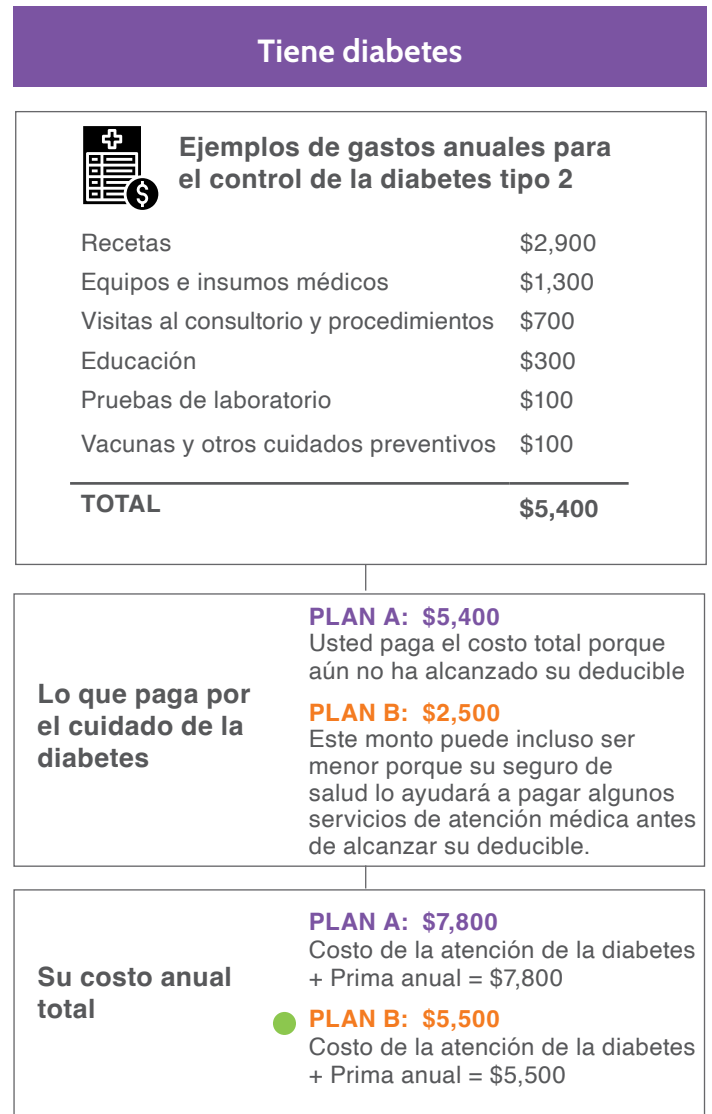 Tiene diabetes
Ejemplos de gastos anuales para
el control de la diabetes tipo 2
Recetas $2,900
Equipos e insumos médicos $1,300
Visitas al consultorio y procedimientos $700
Educación $300
Pruebas de laboratorio $100
Vacunas y otros cuidados preventivos $100
TOTAL $5,400
Lo que paga por
el cuidado de la
diabetes
PLAN A: $5,400
Usted paga el costo total porque
aún no ha alcanzado su deducible
PLAN B: $2,500
Este monto puede incluso ser
menor porque su seguro de
salud lo ayudará a pagar algunos
servicios de atención médica antes
de alcanzar su deducible.
Su costo anual
total
PLAN A: $7,800
Costo de la atención de la diabetes
+ Prima anual = $7,800
PLAN B: $5,500
Costo de la atención de la diabetes
+ Prima anual = $5,500